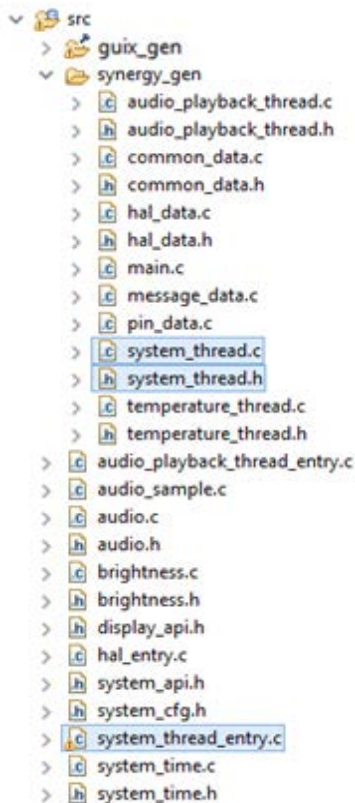 src
guix_gen
synergy_gen
audio_playback_thread.c
audio_playback_thread.h
common_data.c
common_data.h
hal_data.c
hal_data.h
main.c
message_data.c
pin_data.c
system_thread.c
system_thread.h
temperature_thread.c
temperature_thread.h
audio_playback_thread_entry.c
audio_sample.c
audio.c
audio.h
brightness.c
brightness.h
display_api.h
hal_entry.c
system_api.h
system_cfg.h
system_thread_entry.c
system_time.c
system_time.h